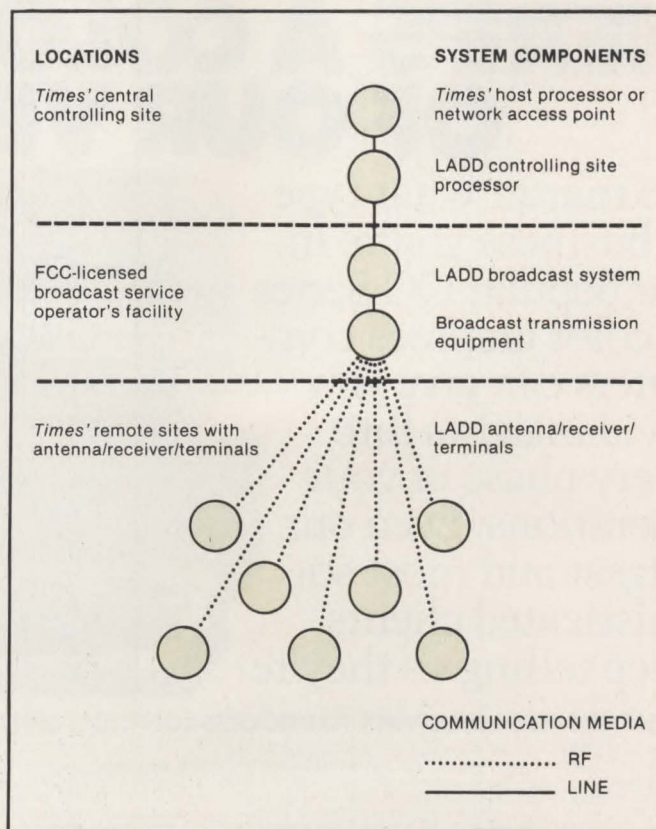 LOCATIONS
SYSTEM COMPONENTS
Times' central
controlling site
Times' host processor or
network access point
LADD controlling site
processor
FCC-licensed
broadcast service
operator's facility
LADD broadcast system
Broadcast transmission
equipment
Times' remote sites with
antenna/receiver/terminals
LADD antenna/receiver/
terminals
COMMUNICATION MEDIA
RF
LINE